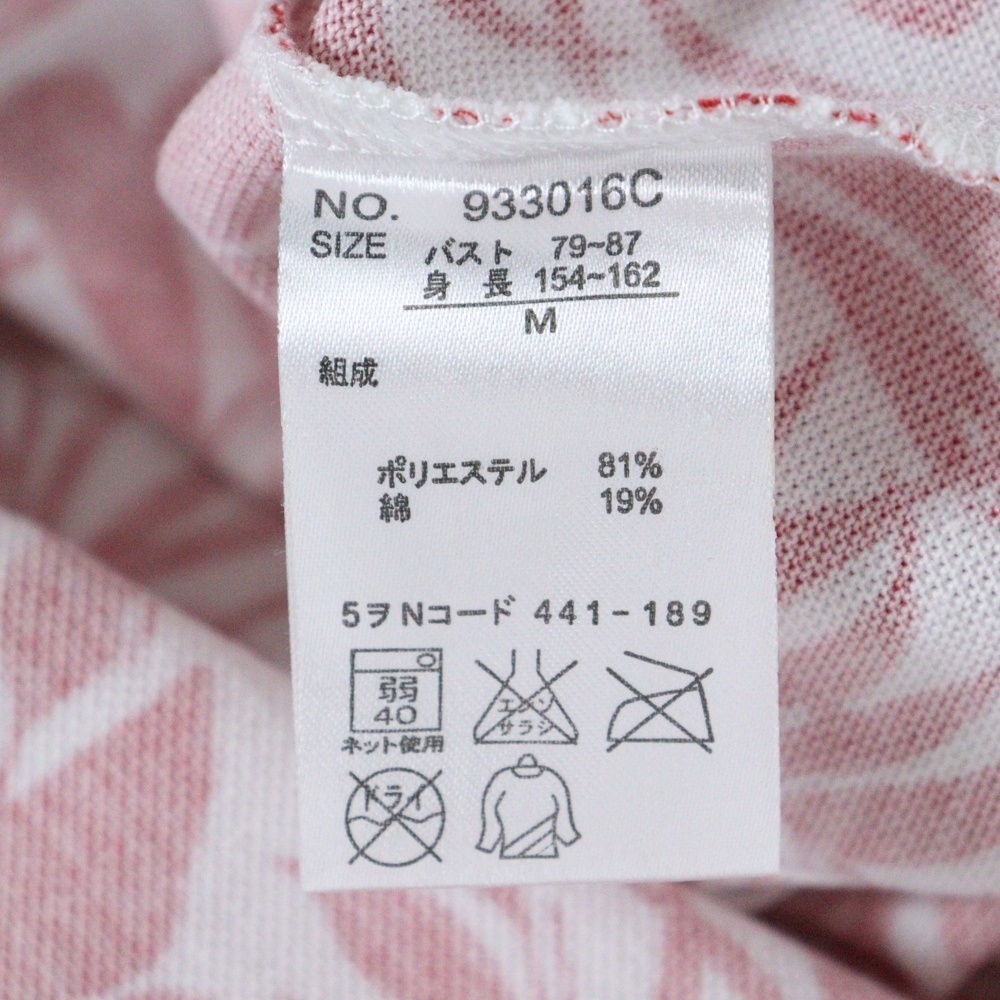 NO. 933016C
SIZE バスト 79~87
身 長 154~162
M
組成
ポリエステル 81%
綿 19%
5ヲNコード 441-189
弱
40
ネット使用
エンソ
サラシ
ドライ